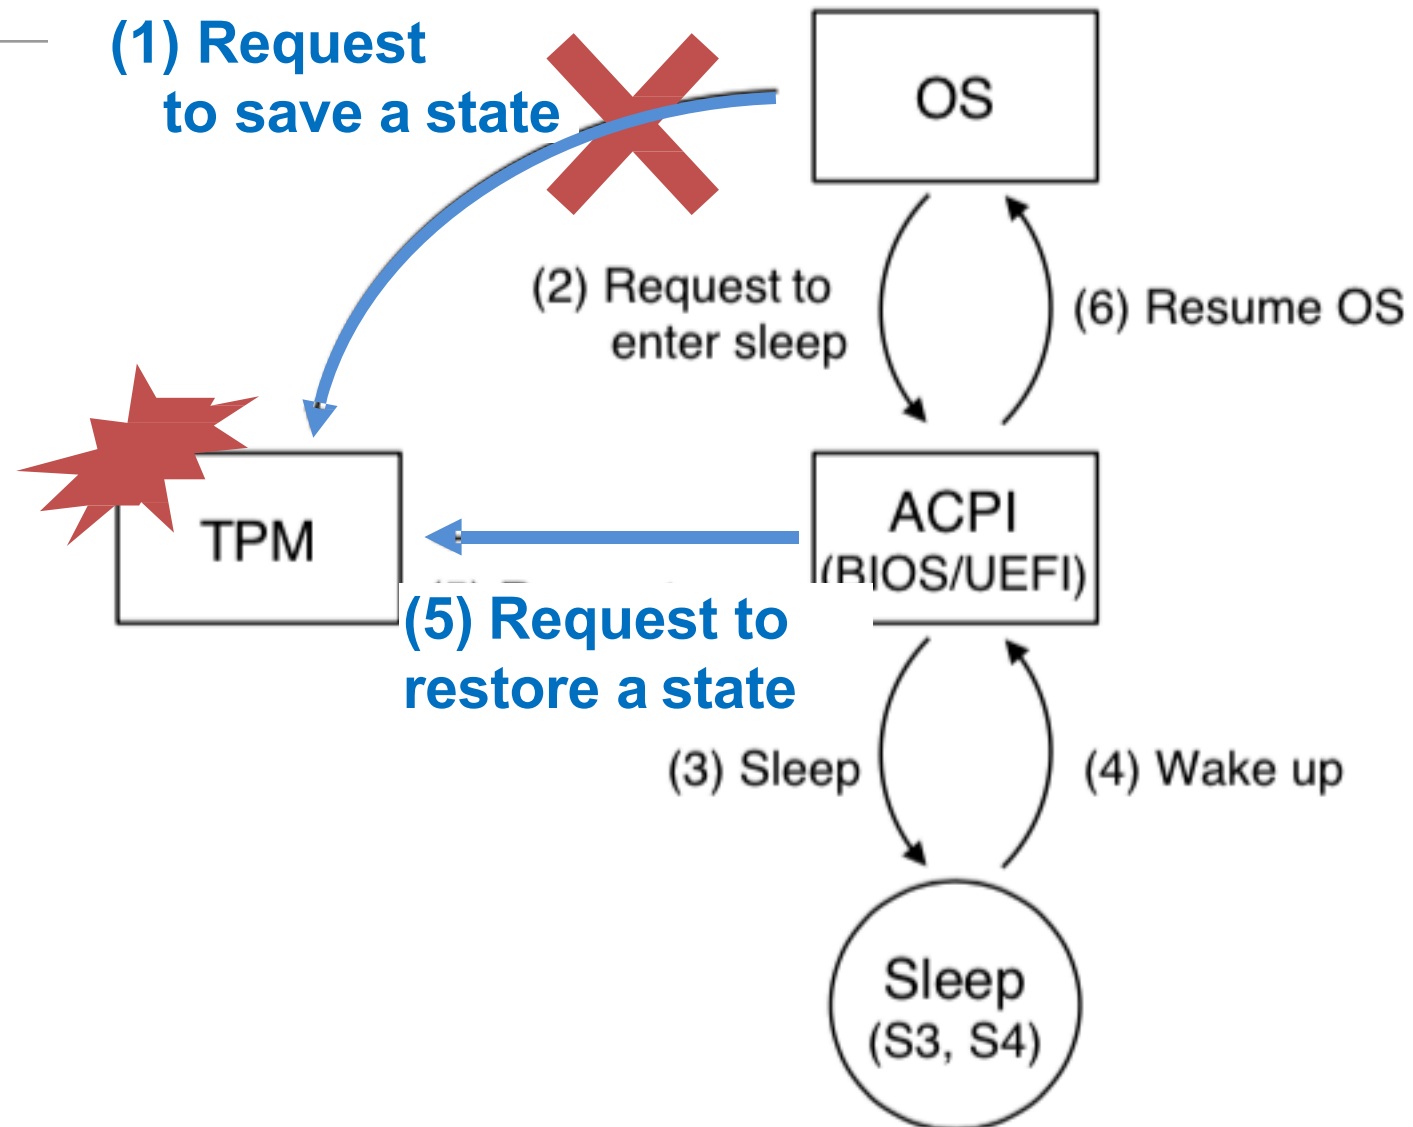 (1) Request
to save a state
OS
(2) Request to
enter sleep
(6) Resume OS
TPM
ACPI
(BIOS/UEFI)
(5) Request to
restore a state
(3) Sleep
(4) Wake up
Sleep
(S3, S4)